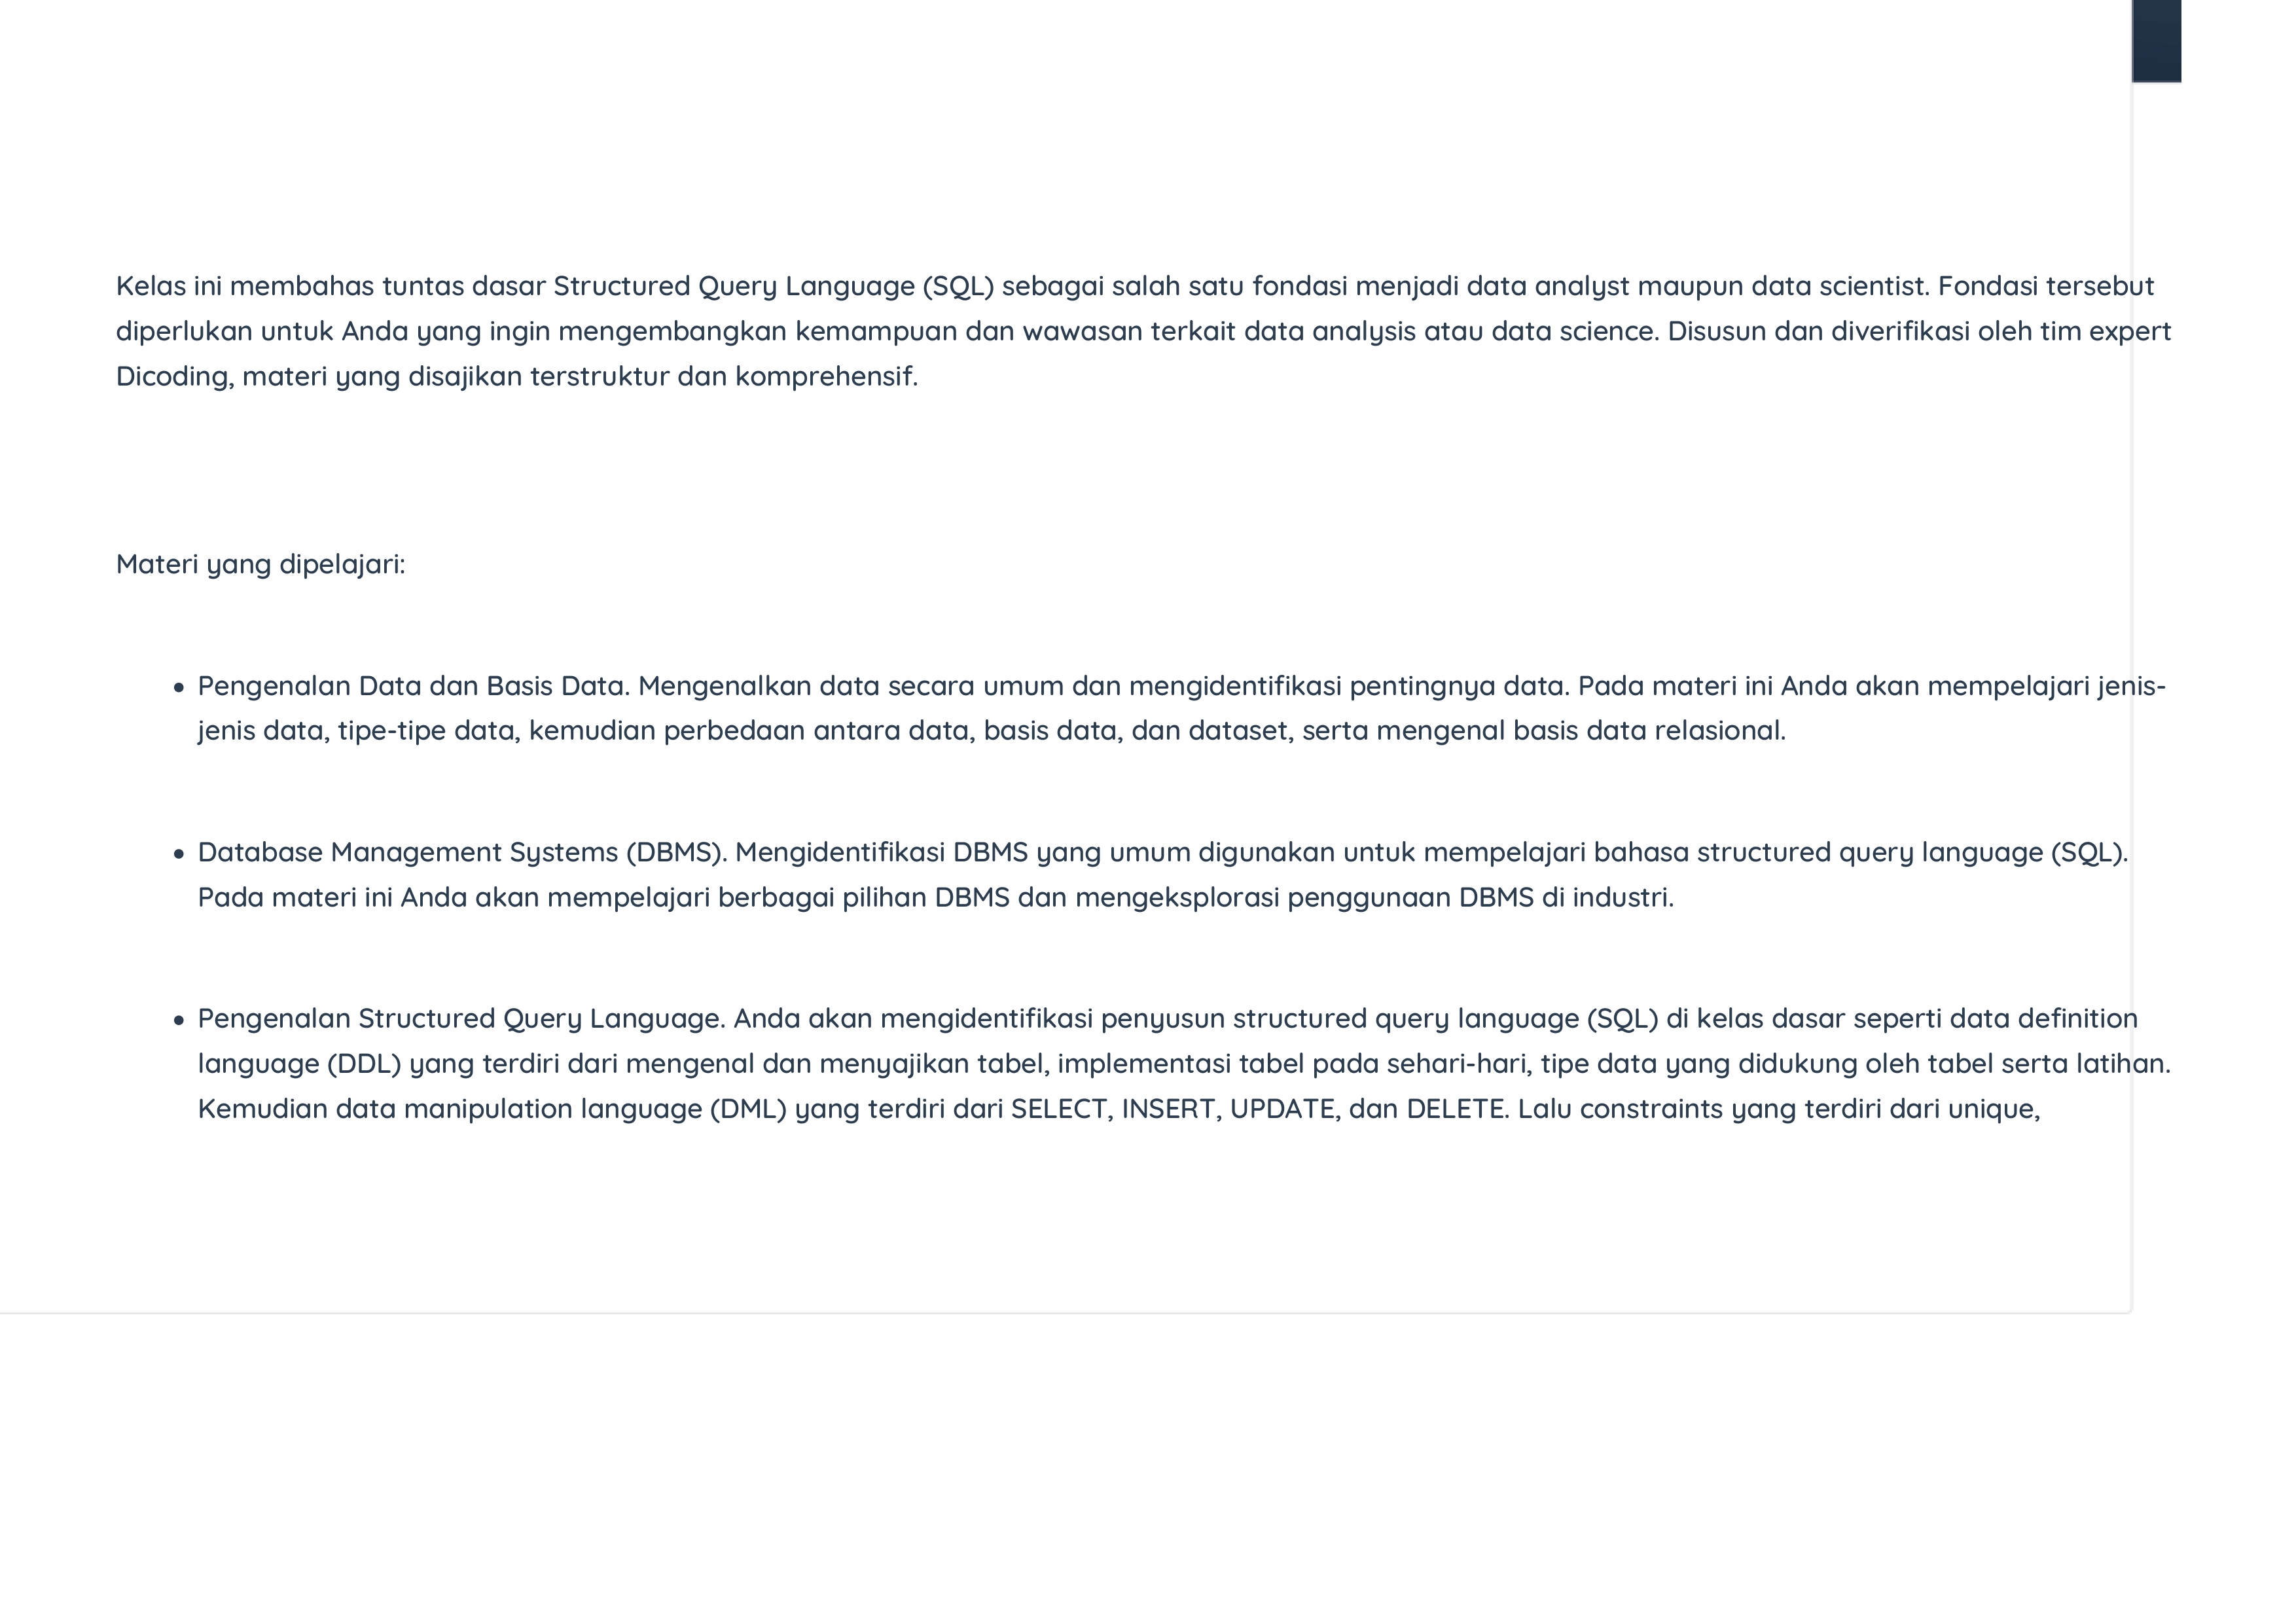 Kelas ini membahas tuntas dasar Structured Query Language (SQL) sebagai salah satu fondasi menjadi data analyst maupun data scientist. Fondasi tersebut
diperlukan untuk Anda yang ingin mengembangkan kemampuan dan wawasan terkait data analysis atau data science. Disusun dan diverifikasi oleh tim expert
Dicoding, materi yang disajikan terstruktur dan komprehensif.
Materi yang dipelajari:
• Pengenalan Data dan Basis Data. Mengenalkan data secara umum dan mengidentifikasi pentingnya data. Pada materi ini Anda akan mempelajari jenis-
jenis data, tipe-tipe data, kemudian perbedaan antara data, basis data, dan dataset, serta mengenal basis data relasional.
• Database Management Systems (DBMS). Mengidentifikasi DBMS yang umum digunakan untuk mempelajari bahasa structured query language (SQL).
Pada materi ini Anda akan mempelajari berbagai pilihan DBMS dan mengeksplorasi penggunaan DBMS di industri.
• Pengenalan Structured Query Language. Anda akan mengidentifikasi penyusun structured query language (SQL) di kelas dasar seperti data definition
language (DDL) yang terdiri dari mengenal dan menyajikan tabel, implementasi tabel pada sehari-hari, tipe data yang didukung oleh tabel serta latihan.
Kemudian data manipulation language (DML) yang terdiri dari SELECT, INSERT, UPDATE, dan DELETE. Lalu constraints yang terdiri dari unique,